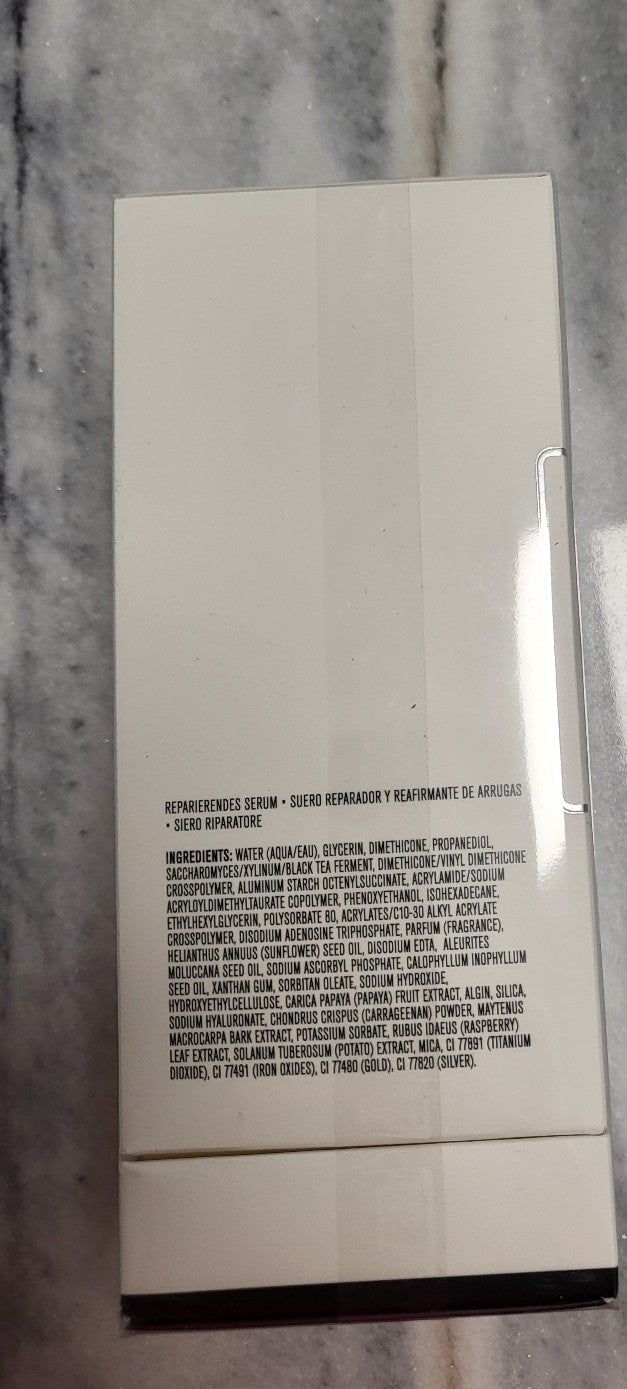 REPARIERENDES SERUM • SUERO REPARADOR Y REAFIRMANTE DE ARRUGAS
• SIERO RIPARATORE
INGREDIENTS: WATER (AQUA/EAU), GLYCERIN, DIMETHICONE, PROPANEDIOL,
SACCHAROMYCES/XYLINUM/BLACK TEA FERMENT, DIMETHICONE/VINYL DIMETHICONE
CROSSPOLYMER, ALUMINUM STARCH OCTENYLSUCCINATE, ACRYLAMIDE/SODIUM
ACRYLOYLDIMETHYLTAURATE COPOLYMER, PHENOXYETHANOL, ISOHEXADECANE,
ETHYLHEXYLGLYCERIN, POLYSORBATE 80, ACRYLATES/C10-30 ALKYL ACRYLATE
CROSSPOLYMER, DISODIUM ADENOSINE TRIPHOSPHATE, PARFUM (FRAGRANCE),
HELIANTHUS ANNUUS (SUNFLOWER) SEED OIL, DISODIUM EDTA, ALEURITES
MOLUCCANA SEED OIL, SODIUM ASCORBYL PHOSPHATE, CALOPHYLLUM INOPHYLLUM
SEED OIL, XANTHAN GUM, SORBITAN OLEATE, SODIUM HYDROXIDE,
HYDROXYETHYLCELLULOSE, CARICA PAPAYA (PAPAYA) FRUIT EXTRACT, ALGIN, SILICA,
SODIUM HYALURONATE, CHONDRUS CRISPUS (CARRAGEENAN) POWDER, MAYTENUS
MACROCARPA BARK EXTRACT, POTASSIUM SORBATE, RUBUS IDAEUS (RASPBERRY)
LEAF EXTRACT, SOLANUM TUBEROSUM (POTATO) EXTRACT, MICA, CI 77891 (TITANIUM
DIOXIDE), CI 77491 (IRON OXIDES), CI 77480 (GOLD), CI 77820 (SILVER).